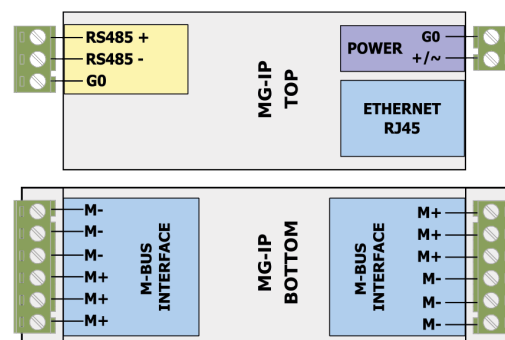 RS485 +
RS485 -
G0
MG-IP
TOP
POWER
G0
+/~
ETHERNET
RJ45
M-
M-
M-
M+
M+
M+
M-BUS
INTERFACE
MG-IP
BOTTOM
M-BUS
INTERFACE
M+
M+
M+
M-
M-
M-